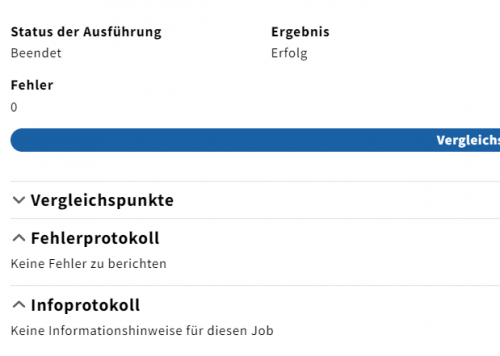 Status der Ausführung
Ergebnis
Beendet
Erfolg
Fehler
0
Vergleichspunkte
Fehlerprotokoll
Keine Fehler zu berichten
Infoprotokoll
Keine Informationshinweise für diesen Job